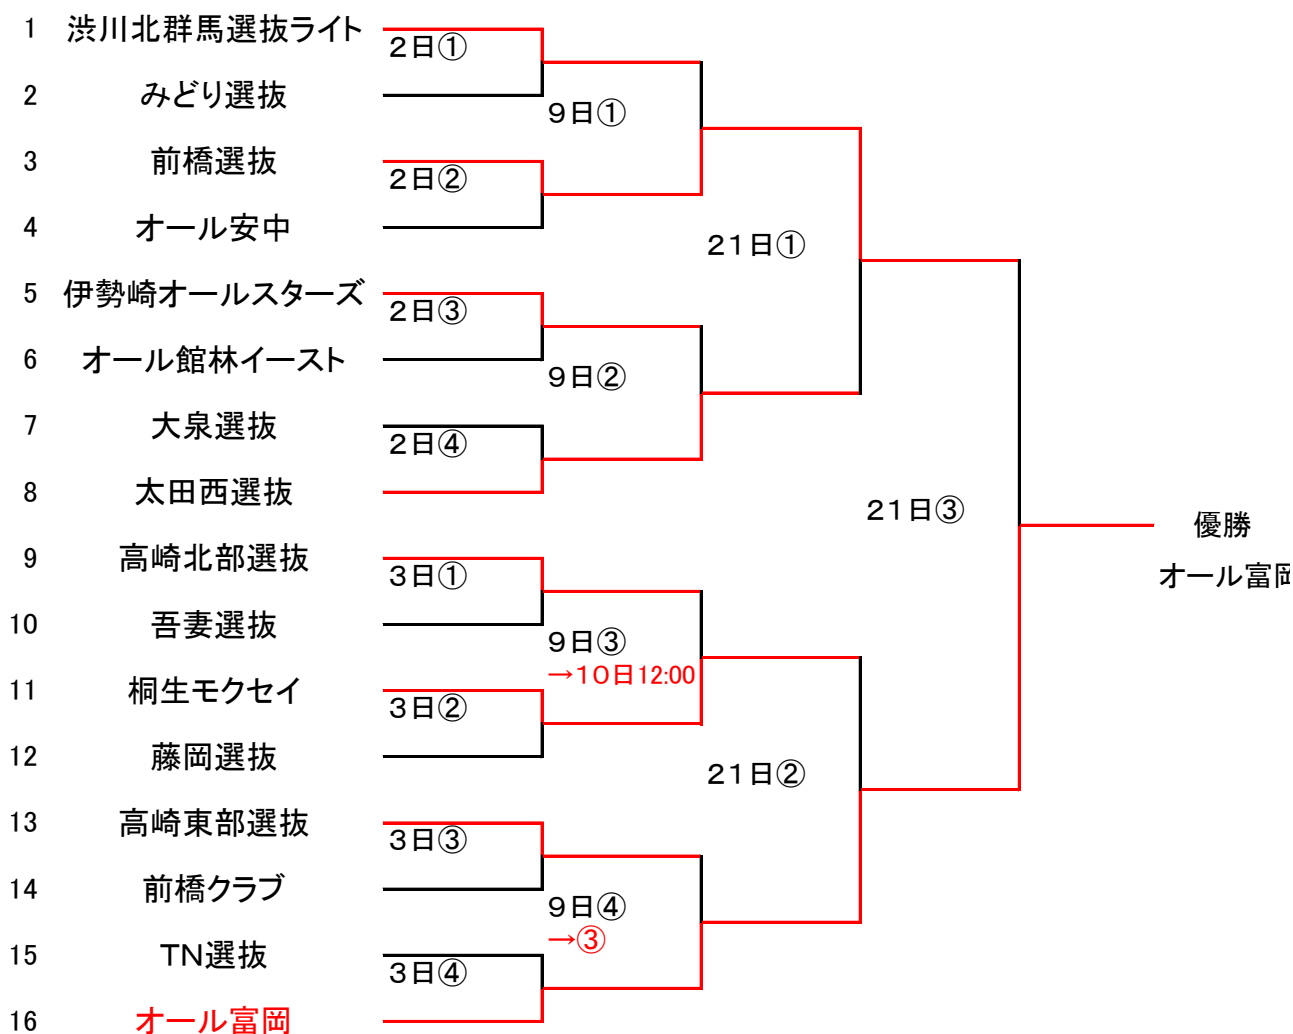 1 渋川北群馬選抜ライト
2日①
2 みどり選抜
9日①
3 前橋選抜
2日②
4 オール安中
21日①
5 伊勢崎オールスターズ
2日③
6 オール館林イースト
9日②
7 大泉選抜
2日④
8 太田西選抜
21日③
優勝
オール富岡
9 高崎北部選抜
3日①
10 吾妻選抜
9日③
→10日12:00
11 桐生モクセイ
3日②
12 藤岡選抜
21日②
13 高崎東部選抜
3日③
14 前橋クラブ
9日④
→③
15 TN選抜
3日④
16 オール富岡